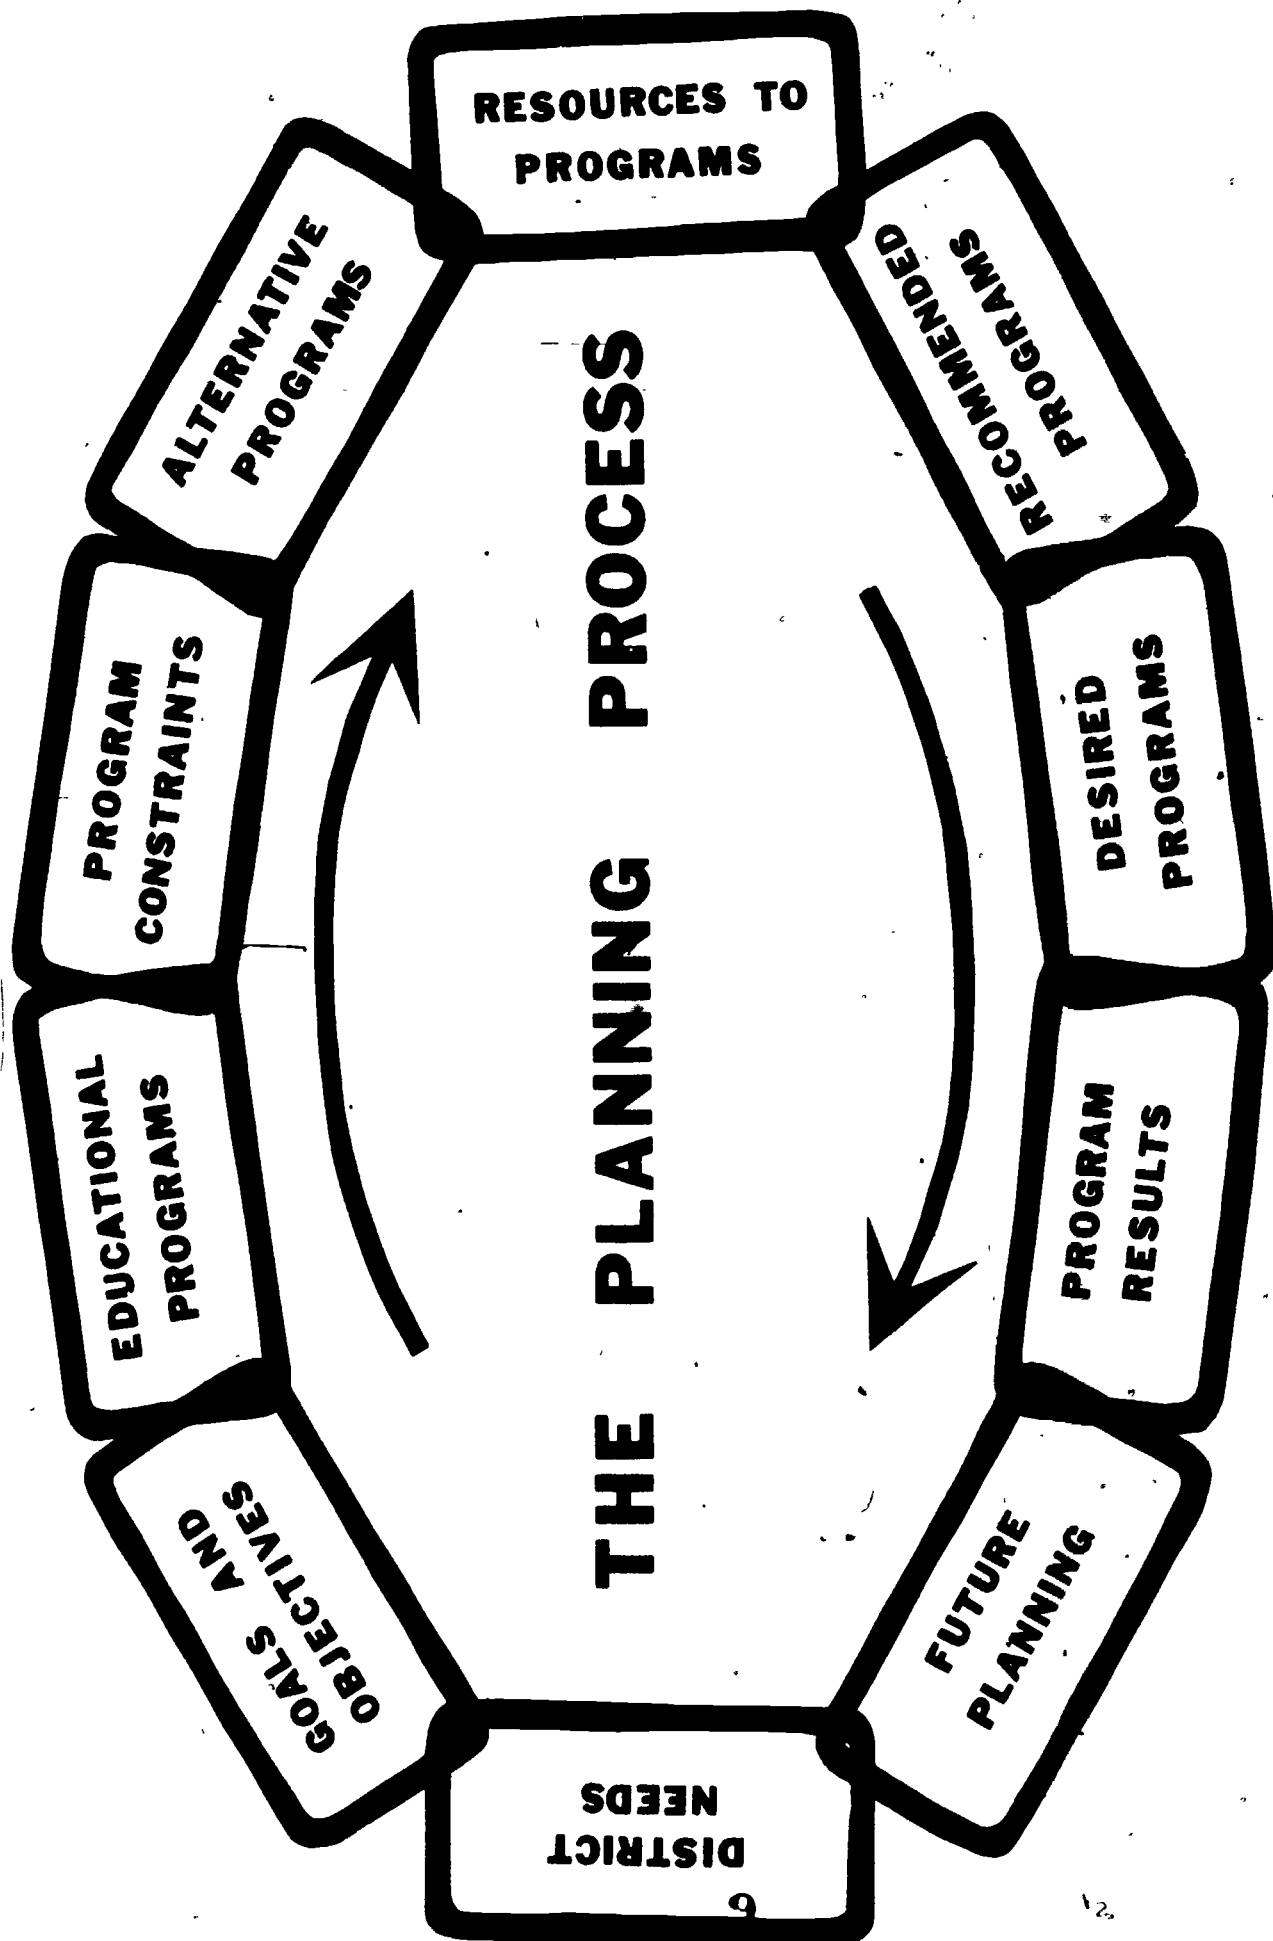 THE PLANNING PROCESS
DISTRICT
NEEDS
GOALS AND
OBJECTIVES
EDUCATIONAL
PROGRAMS
PROGRAM
CONSTRAINTS
ALTERNATIVE
PROGRAMS
RESOURCES TO
PROGRAMS
RECOMMENDED
PROGRAMS
DESIRED
PROGRAMS
PROGRAM
RESULTS
FUTURE
PLANNING